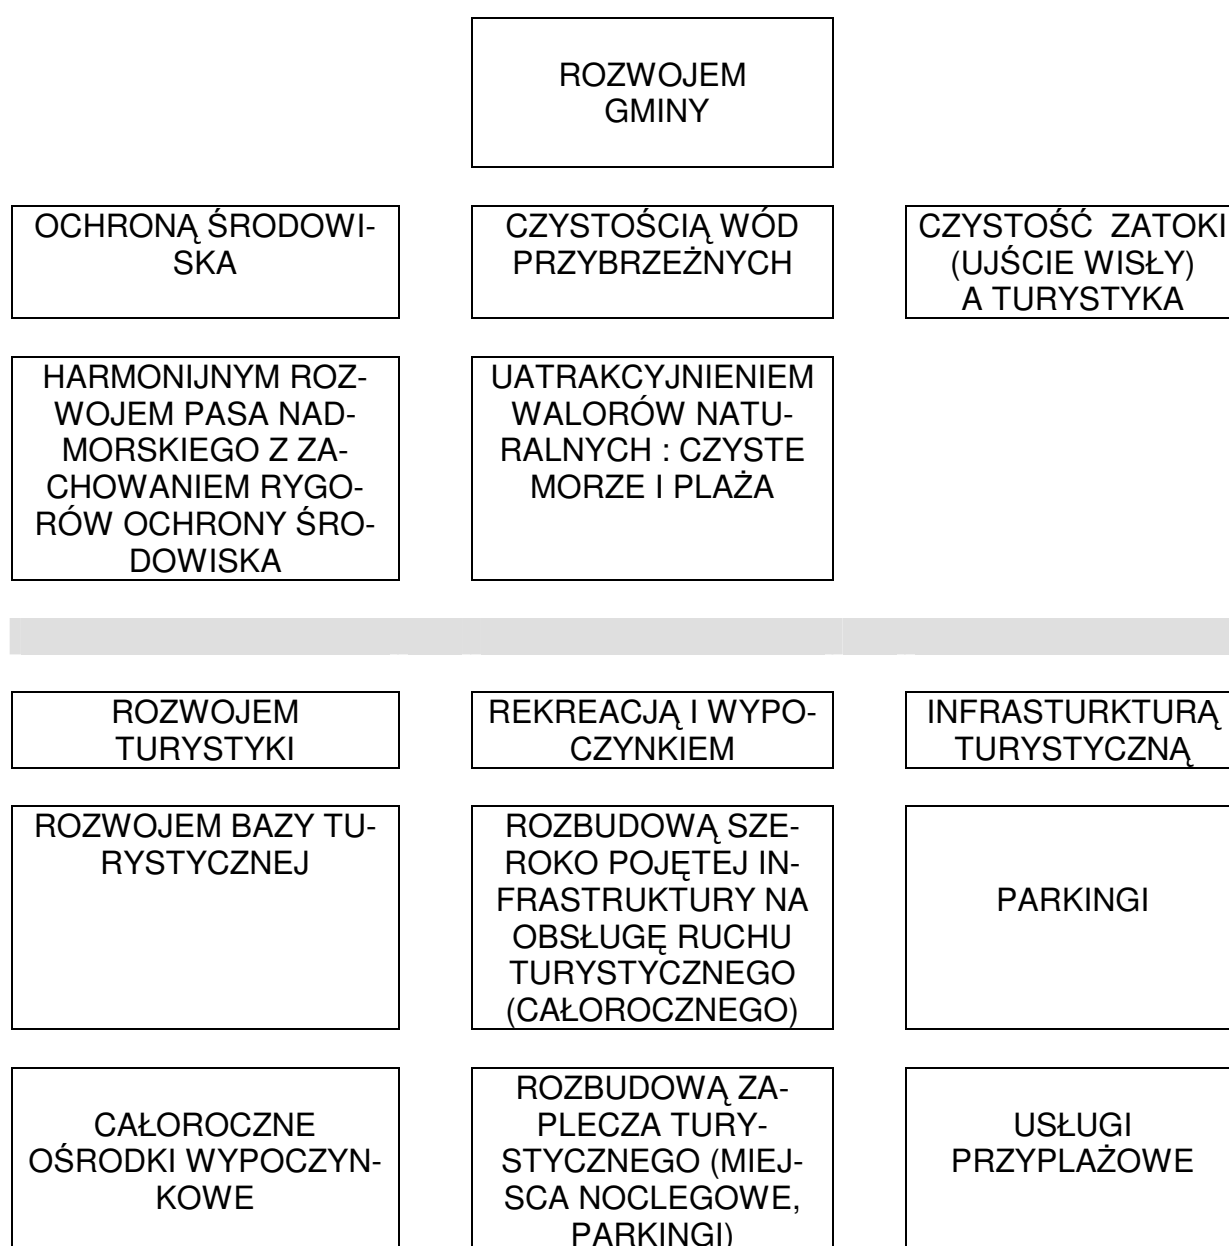 ROZWOJEM
GMINY
OCHRONĄ ŚRODOWI-
SKA
CZYSTOŚCIĄ WÓD
PRZYBRZEŻNYCH
CZYSTOŚĆ  ZATOKI
(UJŚCIE WISŁY)
A TURYSTYKA
HARMONIJNYM ROZ-
WOJEM PASA NAD-
MORSKIEGO Z ZA-
CHOWANIEM RYGO-
RÓW OCHRONY ŚRO-
DOWISKA
UATRAKCYJNIENIEM
WALORÓW NATU-
RALNYCH : CZYSTE
MORZE I PLAŻA
ROZWOJEM
TURYSTYKI
REKREACJĄ I WYPO-
CZYNKIEM
INFRASTURKTURĄ
TURYSTYCZNĄ
ROZWOJEM BAZY TU-
RYSTYCZNEJ
ROZBUDOWĄ SZE-
ROKO POJĘTEJ IN-
FRASTRUKTURY NA
OBSŁUGĘ RUCHU
TURYSTYCZNEGO
(CAŁOROCZNEGO)
PARKINGI
CAŁOROCZNE
OŚRODKI WYPOCZYN-
KOWE
ROZBUDOWĄ ZA-
PLECZA TURY-
STYCZNEGO (MIEJ-
SCA NOCLEGOWE,
PARKINGI)
USŁUGI
PRZYPLAŻOWE